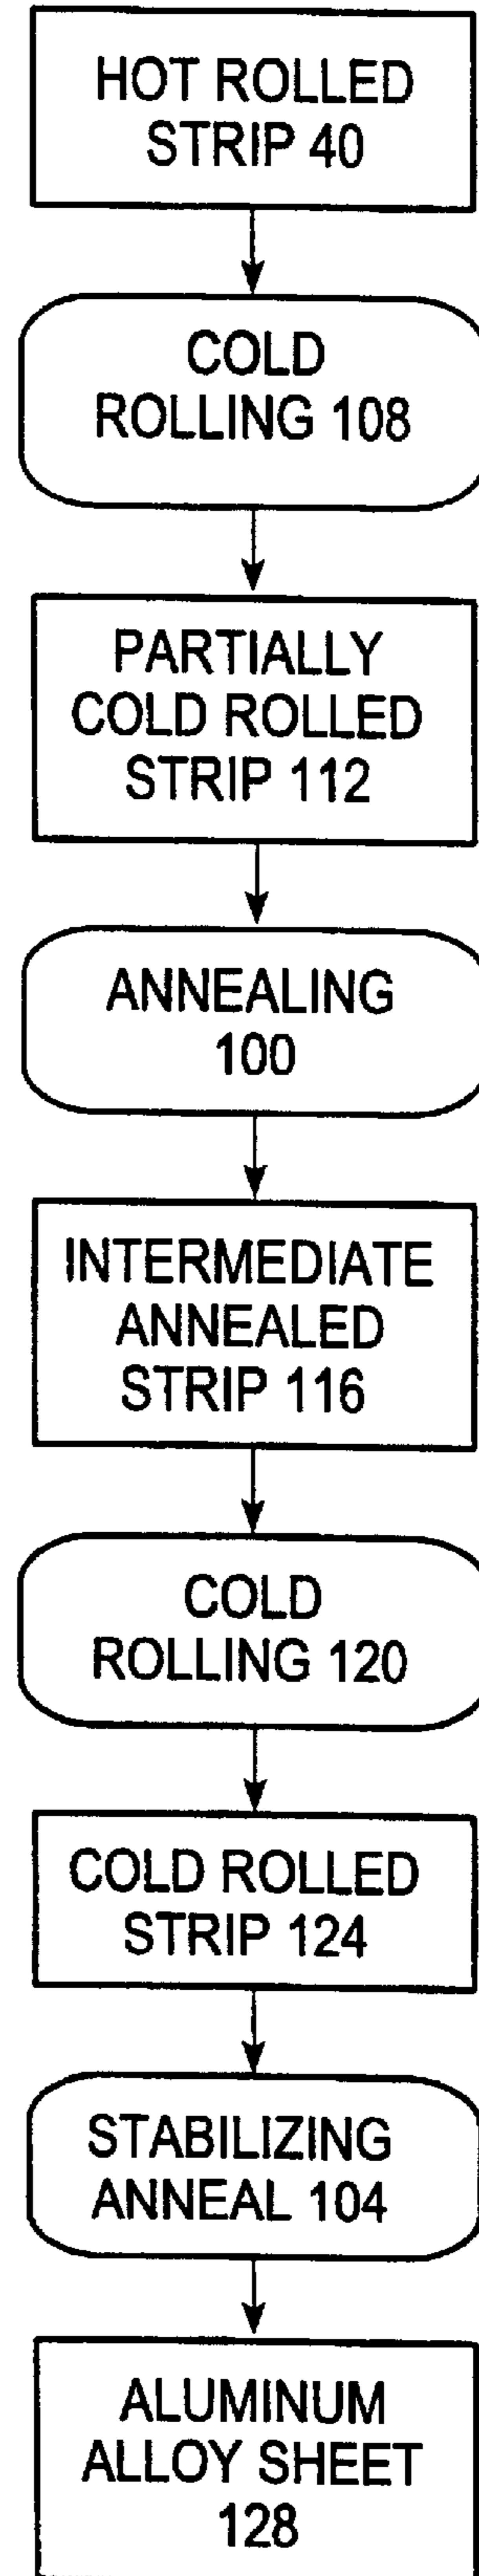 HOT ROLLED
STRIP 40
COLD
ROLLING 108
PARTIALLY
COLD ROLLED
STRIP 112
ANNEALING
100
INTERMEDIATE
ANNEALED
STRIP 116
COLD
ROLLING 120
COLD ROLLED
STRIP 124
STABILIZING
ANNEAL 104
ALUMINUM
ALLOY SHEET
128